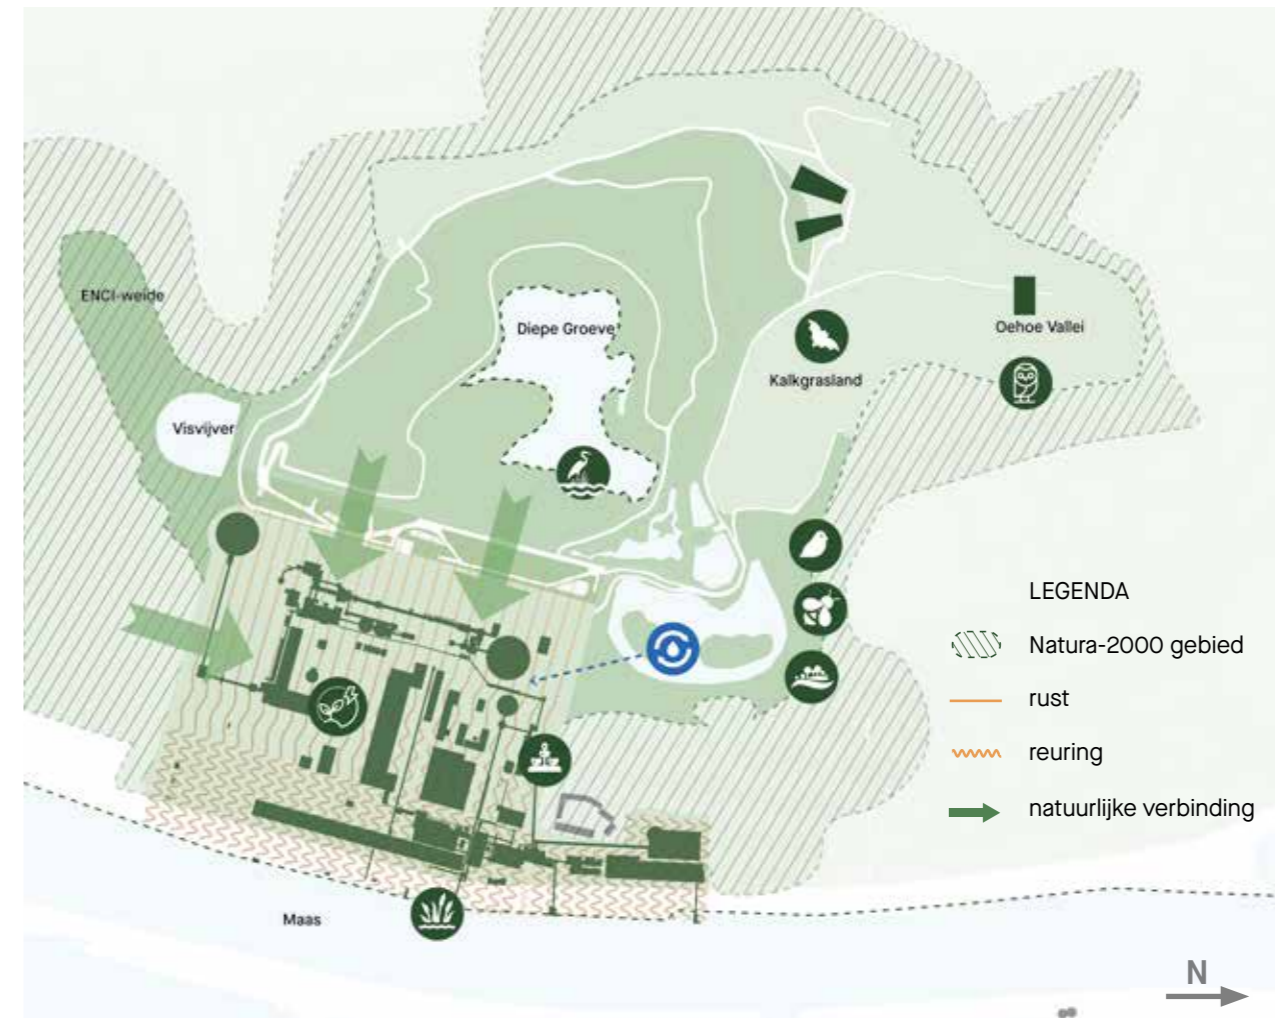 ENCI-weide
Diepe Groeve
Oehoe Vallei
Kalkgrasland
Visvijver
LEGENDA
Natura-2000 gebied
rust
reuring
natuurlijke verbinding
Maas
N